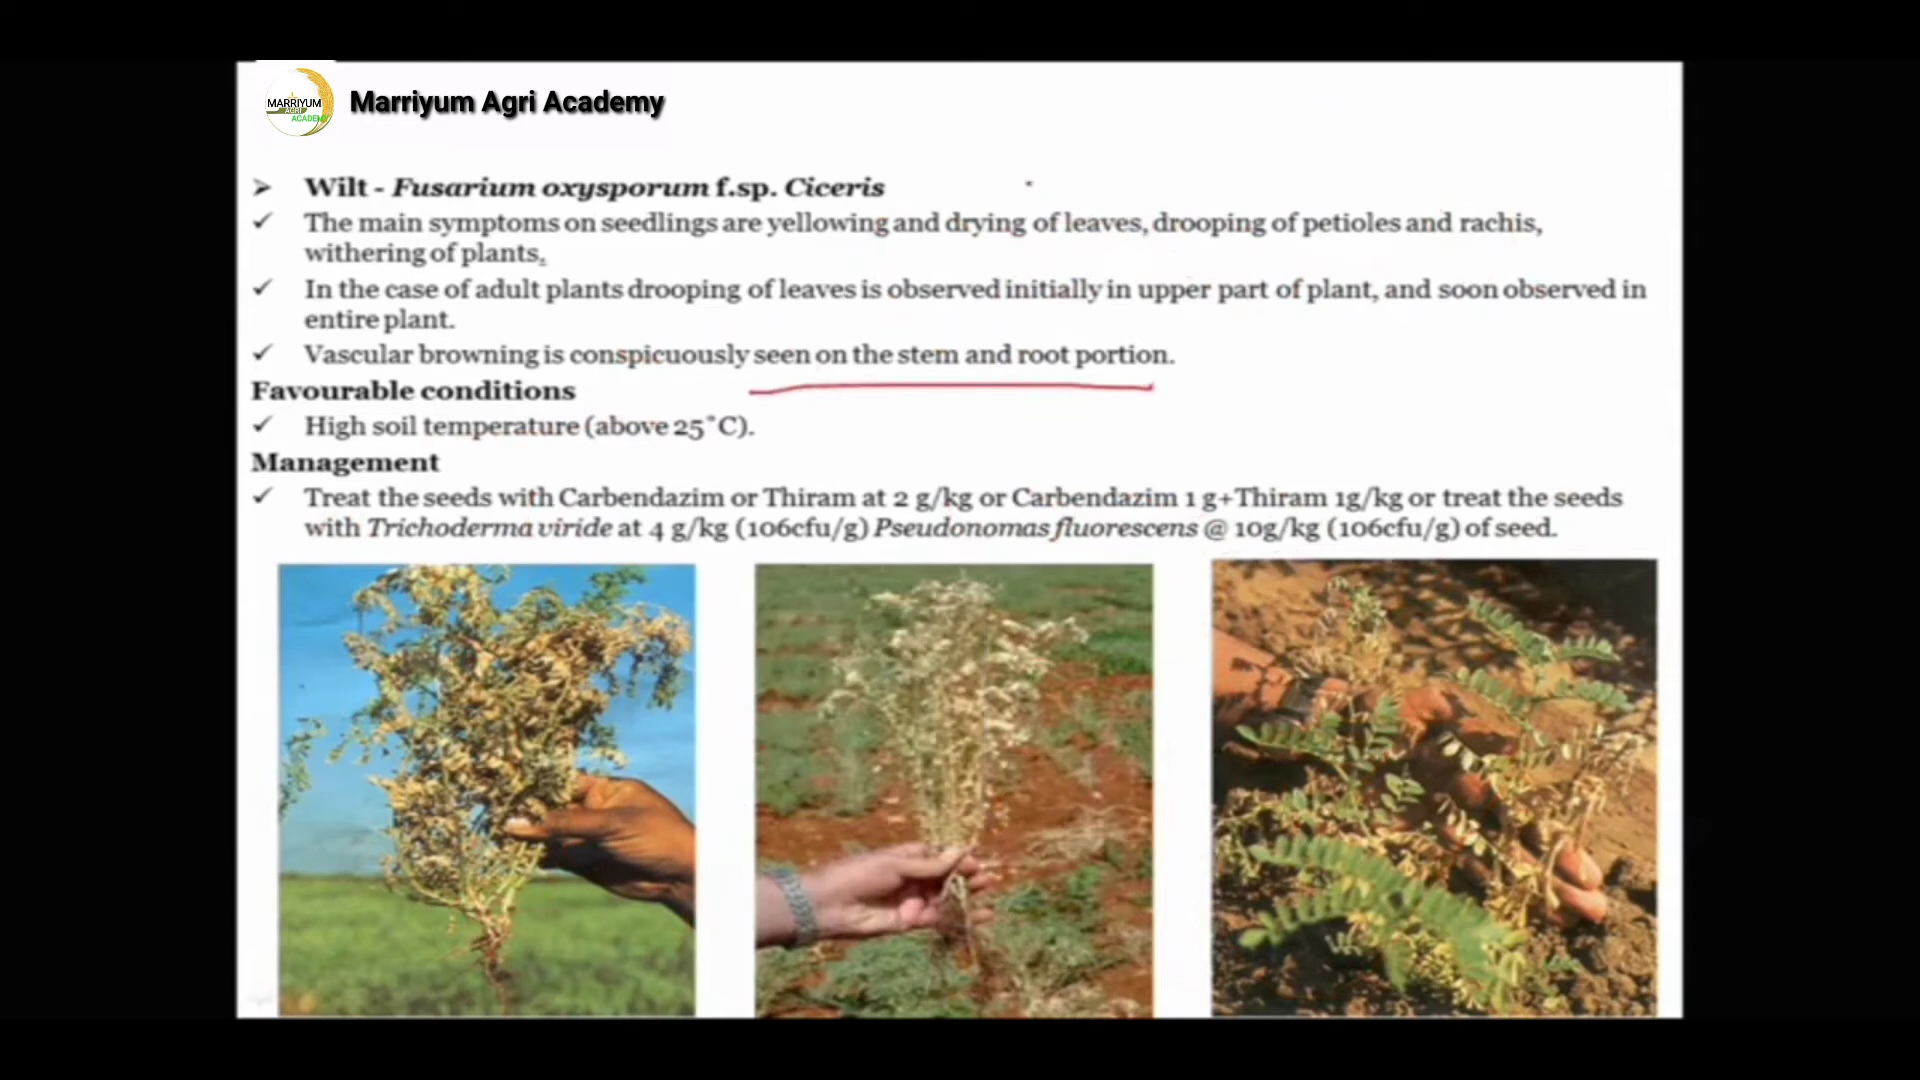 MARRIYUM
AGRI
ACADEMY
Marriyum Agri Academy
➢ Wilt - Fusarium oxysporum f.sp. Ciceris
✓ The main symptoms on seedlings are yellowing and drying of leaves, drooping of petioles and rachis,
withering of plants.
✓ In the case of adult plants drooping of leaves is observed initially in upper part of plant, and soon observed in
entire plant.
✓ Vascular browning is conspicuously seen on the stem and root portion.
Favourable conditions
✓ High soil temperature (above 25˚C).
Management
✓ Treat the seeds with Carbendazim or Thiram at 2 g/kg or Carbendazim 1 g+Thiram 1g/kg or treat the seeds
with Trichoderma viride at 4 g/kg (106cfu/g) Pseudonomas fluorescens @ 10g/kg (106cfu/g) of seed.